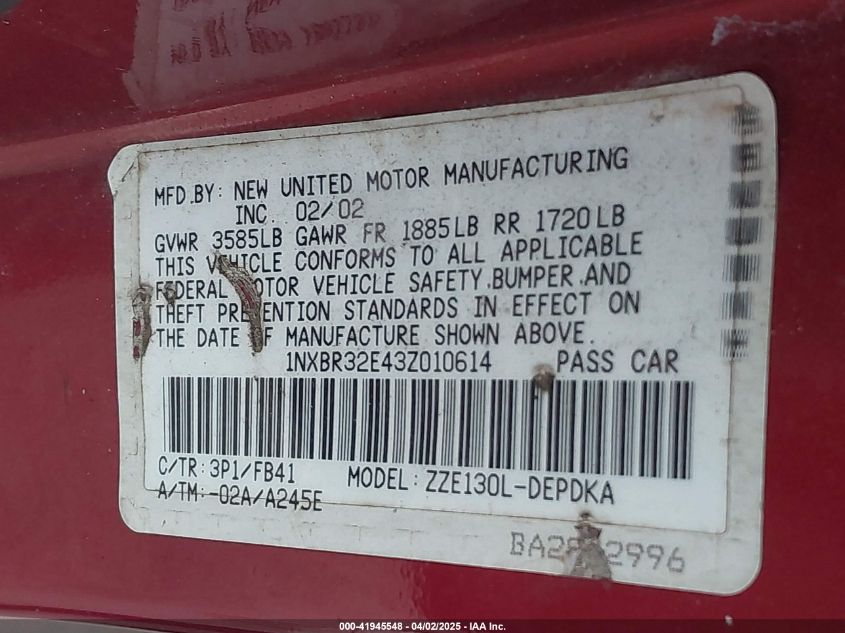 MFD.BY: NEW UNITED MOTOR MANUFACTURING
INC. 02/02
GVWR 3585LB GAWR FR 1885LB RR 1720LB
THIS VEHICLE CONFORMS TO ALL APPLICABLE
FEDERAL MOTOR VEHICLE SAFETY,BUMPER,AND
THEFT PREVENTION STANDARDS IN EFFECT ON
THE DATE OF MANUFACTURE SHOWN ABOVE.
1NXBR32E43Z010614 PASS CAR
C/TR:3P1/FB41 MODEL:ZZE130L-DEPDKA
A/TM:-02A/A245E
000-41945548 - 04/02/2025 - IAA Inc.